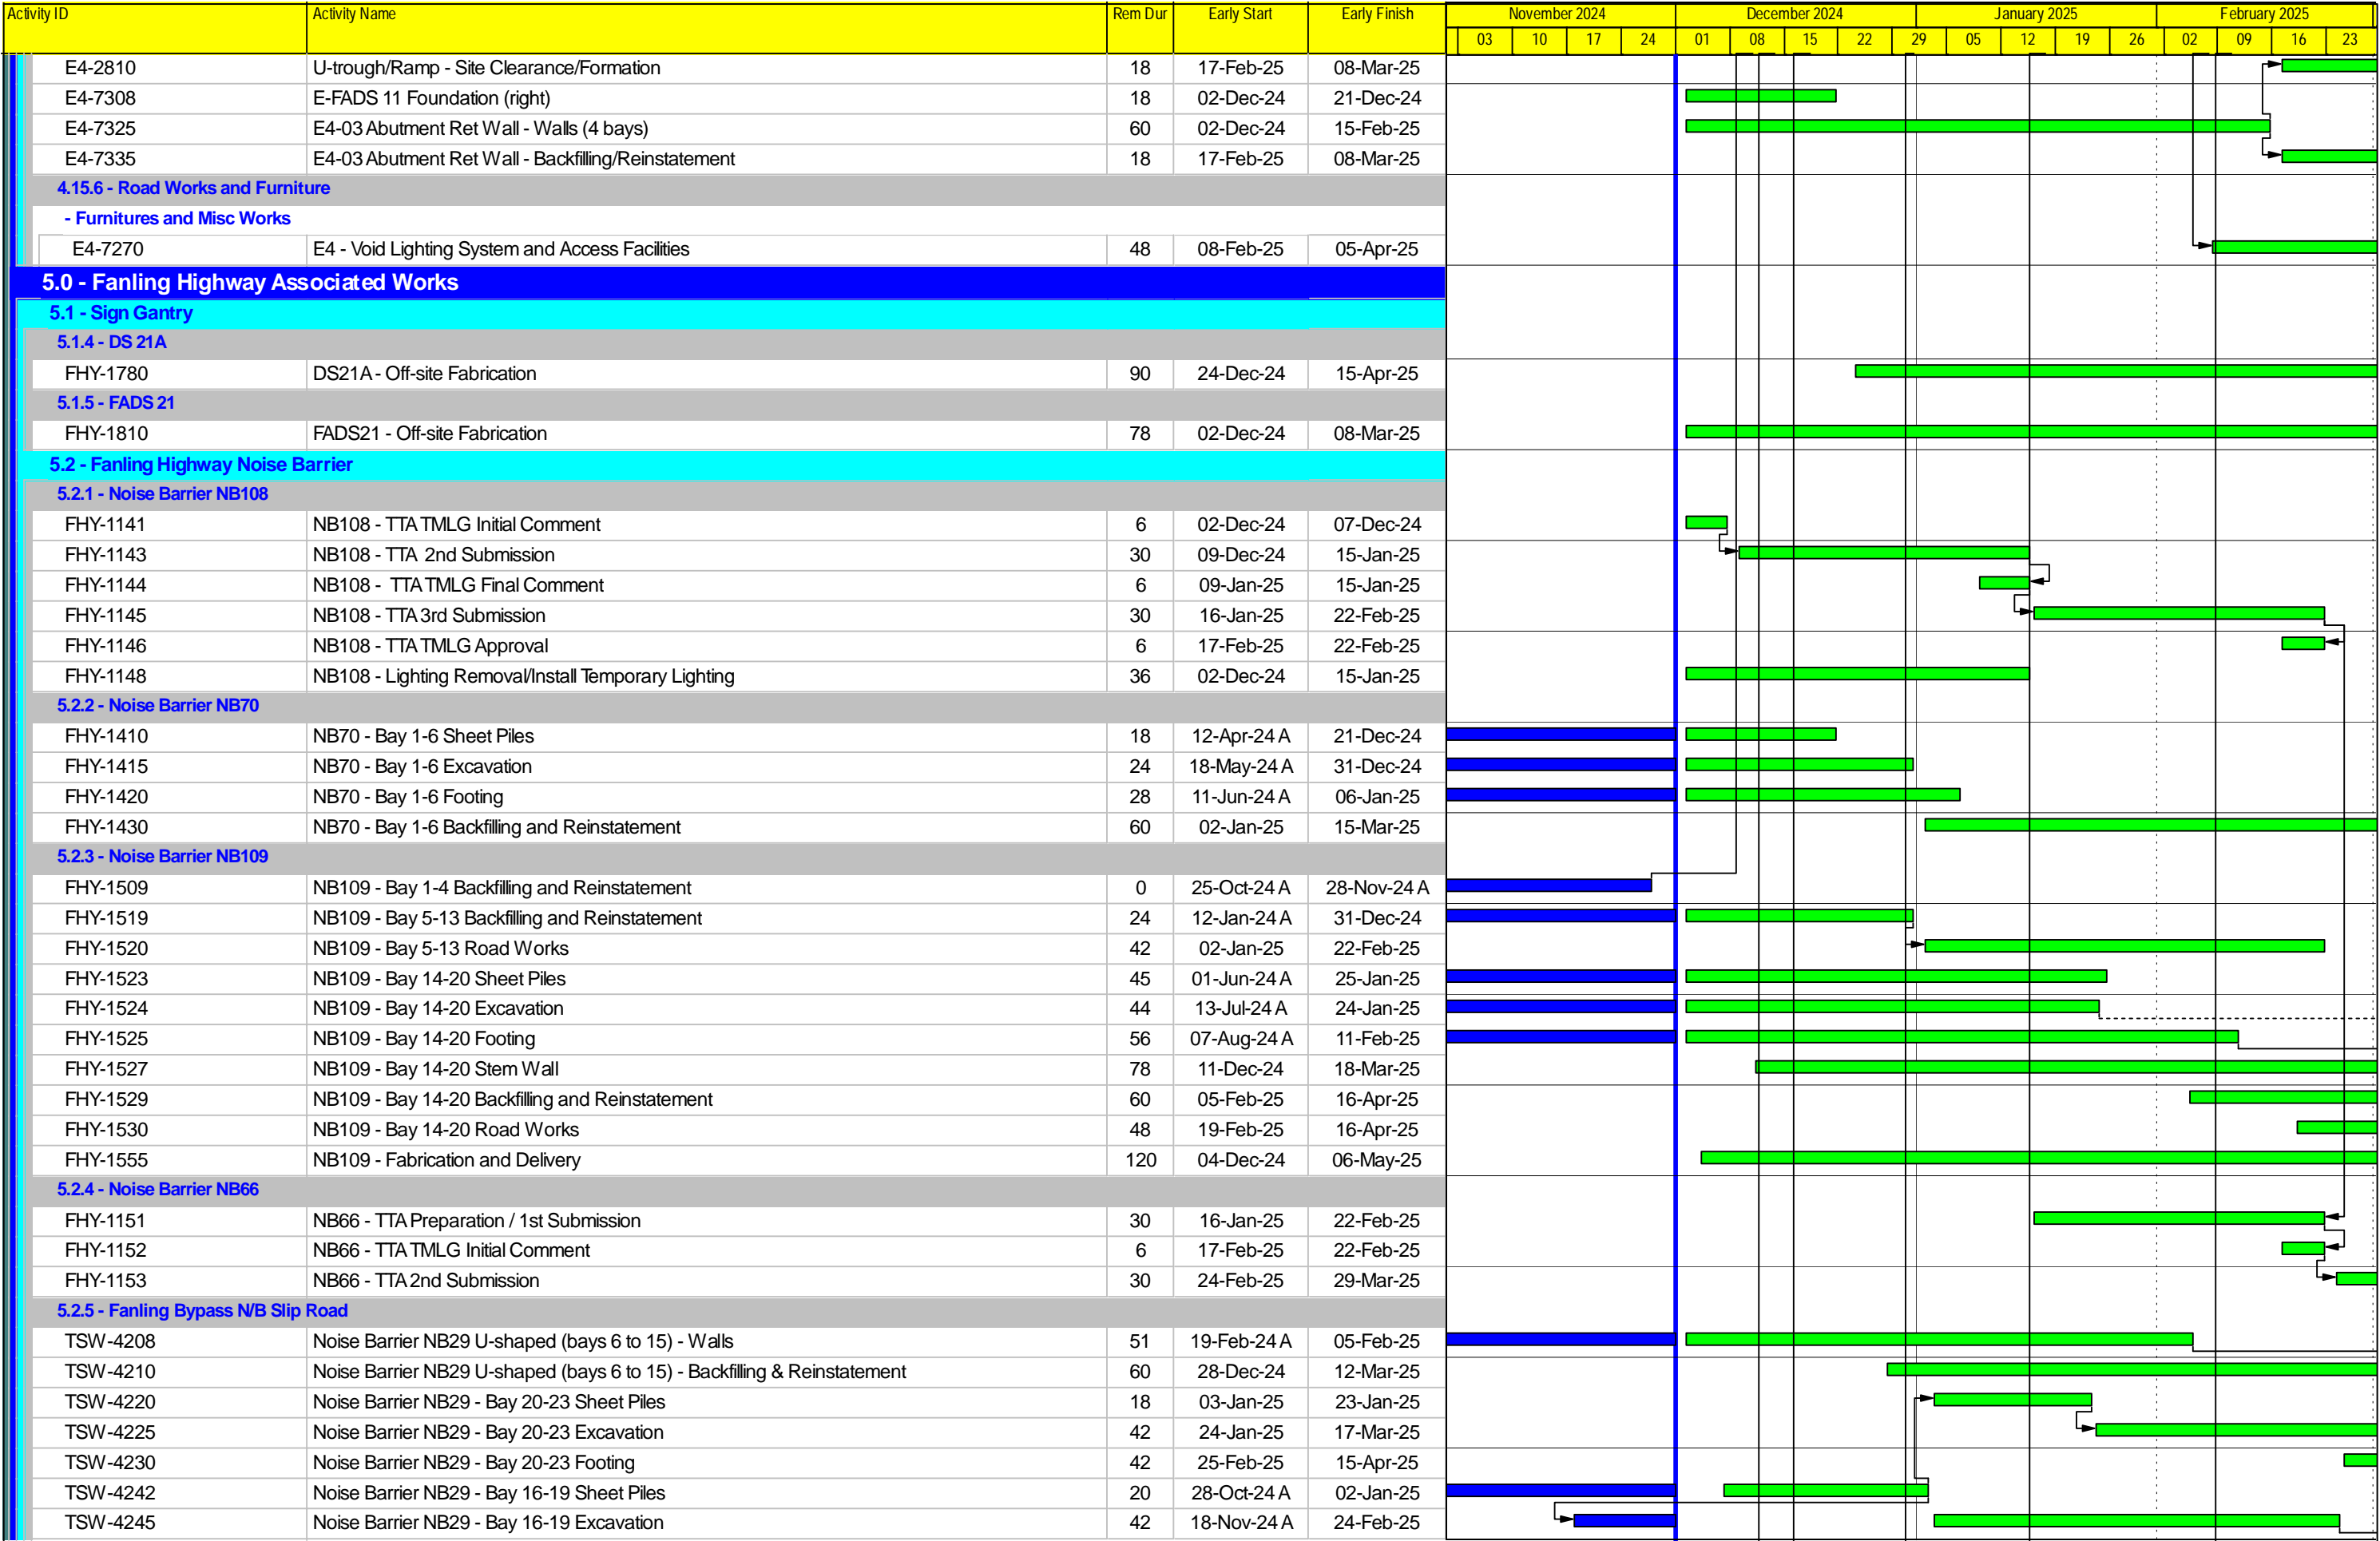 Activity ID Activity Name Rem Dur Early Start Early Finish November 2024 December 2024 January 2025 February 2025
03 10 17 24 01 08 15 22 29 05 12 19 26 02 09 16 23
E4-2810 U-trough/Ramp - Site Clearance/Formation 18 17-Feb-25 08-Mar-25
E4-7308 E-FADS 11 Foundation (right) 18 02-Dec-24 21-Dec-24
E4-7325 E4-03 Abutment Ret Wall - Walls (4 bays) 60 02-Dec-24 15-Feb-25
E4-7335 E4-03 Abutment Ret Wall - Backfilling/Reinstatement 18 17-Feb-25 08-Mar-25
4.15.6 - Road Works and Furniture
- Furnitures and Misc Works
E4-7270 E4 - Void Lighting System and Access Facilities 48 08-Feb-25 05-Apr-25
5.0 - Fanling Highway Associated Works
5.1 - Sign Gantry
5.1.4 - DS 21A
FHY-1780 DS21A - Off-site Fabrication 90 24-Dec-24 15-Apr-25
5.1.5 - FADS 21
FHY-1810 FADS21 - Off-site Fabrication 78 02-Dec-24 08-Mar-25
5.2 - Fanling Highway Noise Barrier
5.2.1 - Noise Barrier NB108
FHY-1141 NB108 - TTA TMLG Initial Comment 6 02-Dec-24 07-Dec-24
FHY-1143 NB108 - TTA 2nd Submission 30 09-Dec-24 15-Jan-25
FHY-1144 NB108 - TTA TMLG Final Comment 6 09-Jan-25 15-Jan-25
FHY-1145 NB108 - TTA 3rd Submission 30 16-Jan-25 22-Feb-25
FHY-1146 NB108 - TTA TMLG Approval 6 17-Feb-25 22-Feb-25
FHY-1148 NB108 - Lighting Removal/Install Temporary Lighting 36 02-Dec-24 15-Jan-25
5.2.2 - Noise Barrier NB70
FHY-1410 NB70 - Bay 1-6 Sheet Piles 18 12-Apr-24 A 21-Dec-24
FHY-1415 NB70 - Bay 1-6 Excavation 24 18-May-24 A 31-Dec-24
FHY-1420 NB70 - Bay 1-6 Footing 28 11-Jun-24 A 06-Jan-25
FHY-1430 NB70 - Bay 1-6 Backfilling and Reinstatement 60 02-Jan-25 15-Mar-25
5.2.3 - Noise Barrier NB109
FHY-1509 NB109 - Bay 1-4 Backfilling and Reinstatement 0 25-Oct-24 A 28-Nov-24 A
FHY-1519 NB109 - Bay 5-13 Backfilling and Reinstatement 24 12-Jan-24 A 31-Dec-24
FHY-1520 NB109 - Bay 5-13 Road Works 42 02-Jan-25 22-Feb-25
FHY-1523 NB109 - Bay 14-20 Sheet Piles 45 01-Jun-24 A 25-Jan-25
FHY-1524 NB109 - Bay 14-20 Excavation 44 13-Jul-24 A 24-Jan-25
FHY-1525 NB109 - Bay 14-20 Footing 56 07-Aug-24 A 11-Feb-25
FHY-1527 NB109 - Bay 14-20 Stem Wall 78 11-Dec-24 18-Mar-25
FHY-1529 NB109 - Bay 14-20 Backfilling and Reinstatement 60 05-Feb-25 16-Apr-25
FHY-1530 NB109 - Bay 14-20 Road Works 48 19-Feb-25 16-Apr-25
FHY-1555 NB109 - Fabrication and Delivery 120 04-Dec-24 06-May-25
5.2.4 - Noise Barrier NB66
FHY-1151 NB66 - TTA Preparation / 1st Submission 30 16-Jan-25 22-Feb-25
FHY-1152 NB66 - TTA TMLG Initial Comment 6 17-Feb-25 22-Feb-25
FHY-1153 NB66 - TTA 2nd Submission 30 24-Feb-25 29-Mar-25
5.2.5 - Fanling Bypass N/B Slip Road
TSW-4208 Noise Barrier NB29 U-shaped (bays 6 to 15) - Walls 51 19-Feb-24 A 05-Feb-25
TSW-4210 Noise Barrier NB29 U-shaped (bays 6 to 15) - Backfilling & Reinstatement 60 28-Dec-24 12-Mar-25
TSW-4220 Noise Barrier NB29 - Bay 20-23 Sheet Piles 18 03-Jan-25 23-Jan-25
TSW-4225 Noise Barrier NB29 - Bay 20-23 Excavation 42 24-Jan-25 17-Mar-25
TSW-4230 Noise Barrier NB29 - Bay 20-23 Footing 42 25-Feb-25 15-Apr-25
TSW-4242 Noise Barrier NB29 - Bay 16-19 Sheet Piles 20 28-Oct-24 A 02-Jan-25
TSW-4245 Noise Barrier NB29 - Bay 16-19 Excavation 42 18-Nov-24 A 24-Feb-25